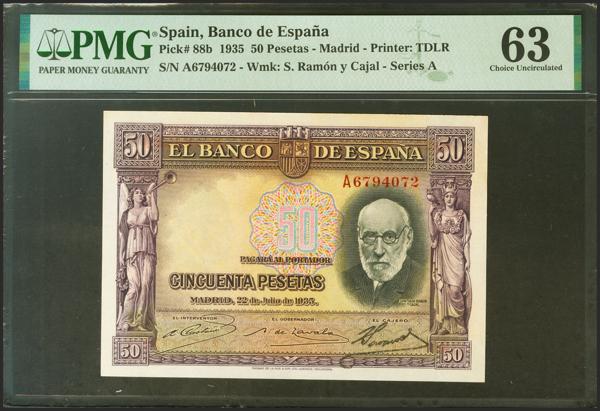 PMG
PAPER MONEY GUARANTY
Spain, Banco de España
Pick# 88b 1935 50 Pesetas - Madrid - Printer: TDLR
S/N A6794072 - Wmk: S. Ramón y Cajal - Series A
63
Choice Uncirculated
50
50
EL BANCO DE ESPAÑA
A6794072
50
PAGARÁ AL PORTADOR
CINCUENTA PESETAS
MADRID, 22 de Julio de 1935.
EL INTERVENTOR
EL GOBERNADOR
EL CAJERO
50
50